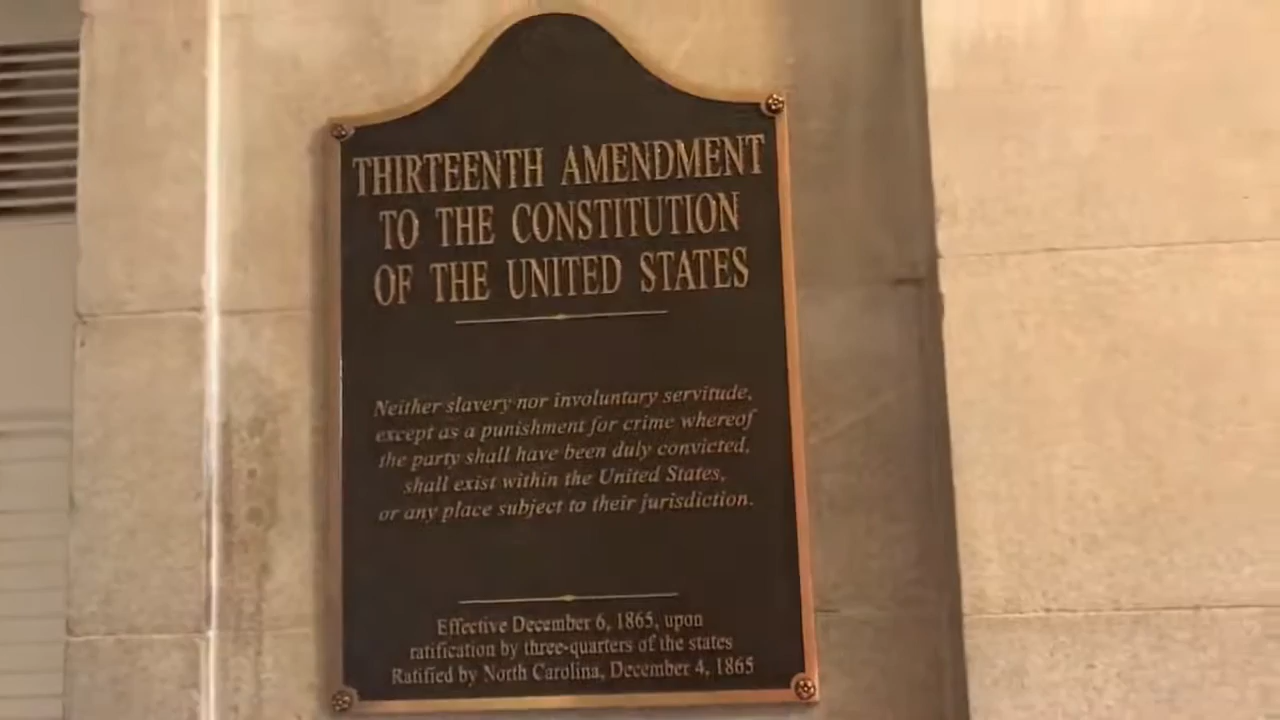 THIRTEENTH AMENDMENT
TO THE CONSTITUTION
OF THE UNITED STATES
Neither slavery nor involuntary servitude,
except as a punishment for crime whereof
the party shall have been duly convicted,
shall exist within the United States,
or any place subject to their jurisdiction.
Effective December 6, 1865, upon
ratification by three-quarters of the states
Ratified by North Carolina, December 4, 1865